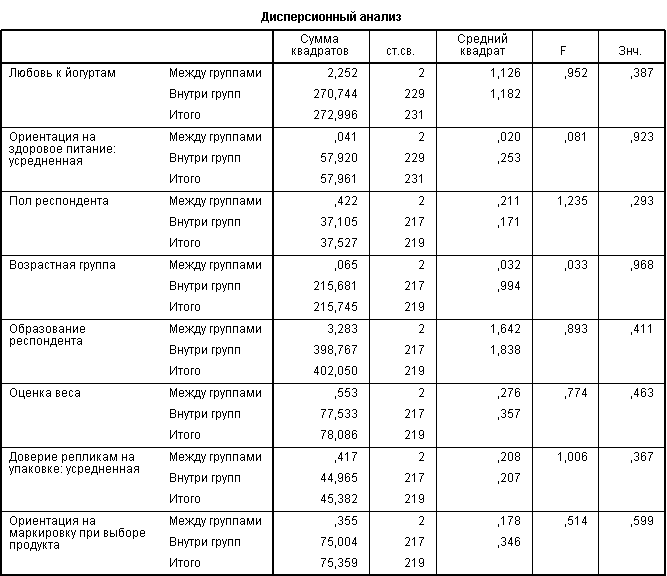 Дисперсионный анализ
Сумма квадратов ст.св. Средний квадрат F Знч.
Любовь к йогуртам Между группами 2,252 2 1,126 ,952 ,387
Внутри групп 270,744 229 1,182
Итого 272,996 231
Ориентация на здоровое питание: усредненная Между группами ,041 2 ,020 ,081 ,923
Внутри групп 57,920 229 ,253
Итого 57,961 231
Пол респондента Между группами ,422 2 ,211 1,235 ,293
Внутри групп 37,105 217 ,171
Итого 37,527 219
Возрастная группа Между группами ,065 2 ,032 ,033 ,968
Внутри групп 215,681 217 ,994
Итого 215,745 219
Образование респондента Между группами 3,283 2 1,642 ,893 ,411
Внутри групп 398,767 217 1,838
Итого 402,050 219
Оценка веса Между группами ,553 2 ,276 ,774 ,463
Внутри групп 77,533 217 ,357
Итого 78,086 219
Доверие репликам на упаковке: усредненная Между группами ,417 2 ,208 1,006 ,367
Внутри групп 44,965 217 ,207
Итого 45,382 219
Ориентация на маркировку при выборе продукта Между группами ,355 2 ,178 ,514 ,599
Внутри групп 75,004 217 ,346
Итого 75,359 219